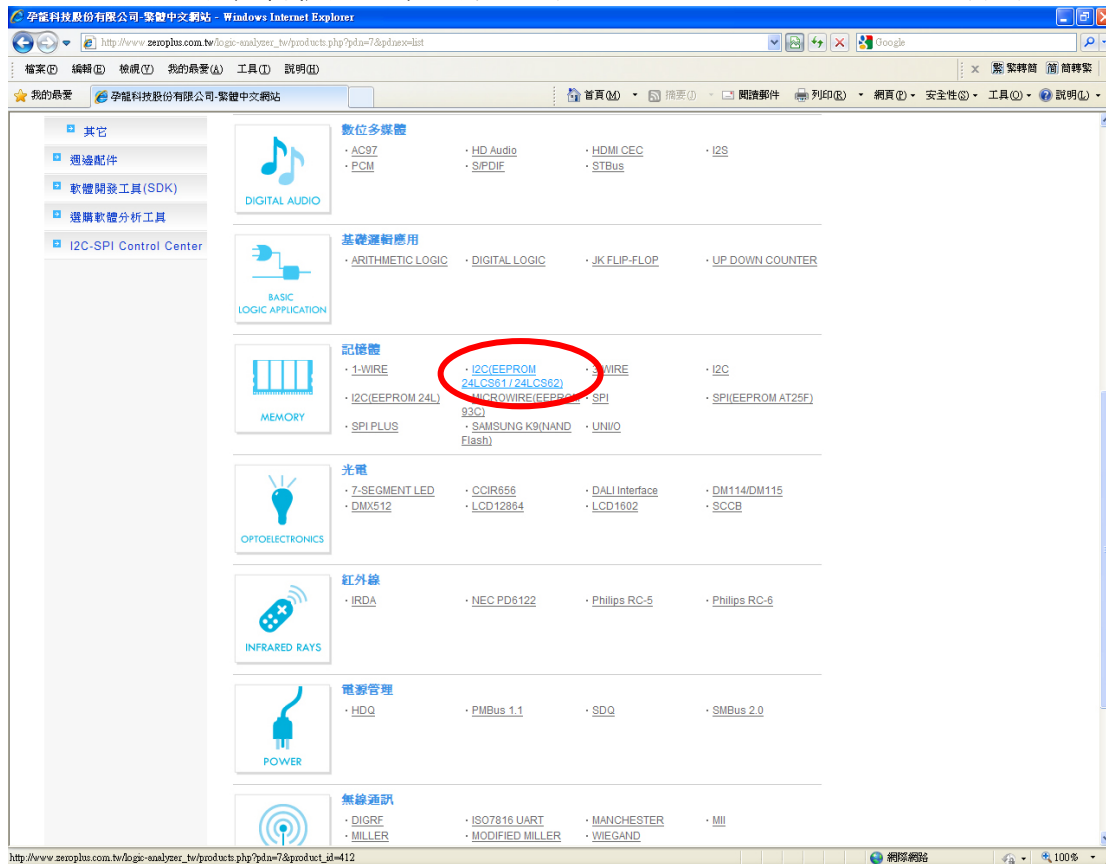 孕龍科技股份有限公司-繁體中文網站 - Windows Internet Explorer
http://www.zeroplus.com.tw/logic-analyzer_tw/products.php?pdn=7&pdnex=list
Google
檔案(F) 編輯(E) 檢視(V) 我的最愛(A) 工具(T) 說明(H)
繁 繁轉簡 簡 簡轉繁
我的最愛 孕龍科技股份有限公司-繁體中文網站
首頁(M) 摘要(J) 閱讀郵件 列印(R) 網頁(P) 安全性(S) 工具(O) 說明(L)
其它
週邊配件
軟體開發工具(SDK)
選購軟體分析工具
I2C-SPI Control Center
DIGITAL AUDIO
數位多媒體
· AC97 · HD Audio · HDMI CEC · I2S
· PCM · S/PDIF · STBus
BASIC
LOGIC APPLICATION
基礎邏輯應用
· ARITHMETIC LOGIC · DIGITAL LOGIC · JK FLIP-FLOP · UP DOWN COUNTER
MEMORY
記憶體
· 1-WIRE · I2C(EEPROM 24LCS61 / 24LCS62) · 3-WIRE · I2C
· I2C(EEPROM 24L) · MICROWIRE(EEPROM 93C) · SPI · SPI(EEPROM AT25F)
· SPI PLUS · SAMSUNG K9(NAND Flash) · UNI/O
OPTOELECTRONICS
光電
· 7-SEGMENT LED · CCIR656 · DALI Interface · DM114/DM115
· DMX512 · LCD12864 · LCD1602 · SCCB
INFRARED RAYS
紅外線
· IRDA · NEC PD6122 · Philips RC-5 · Philips RC-6
POWER
電源管理
· HDQ · PMBus 1.1 · SDQ · SMBus 2.0
無線通訊
· DIGRF · ISO7816 UART · MANCHESTER · MII
· MILLER · MODIFIED MILLER · WIEGAND
http://www.zeroplus.com.tw/logic-analyzer_tw/products.php?pdn=7&product_id=412
網際網路 100%